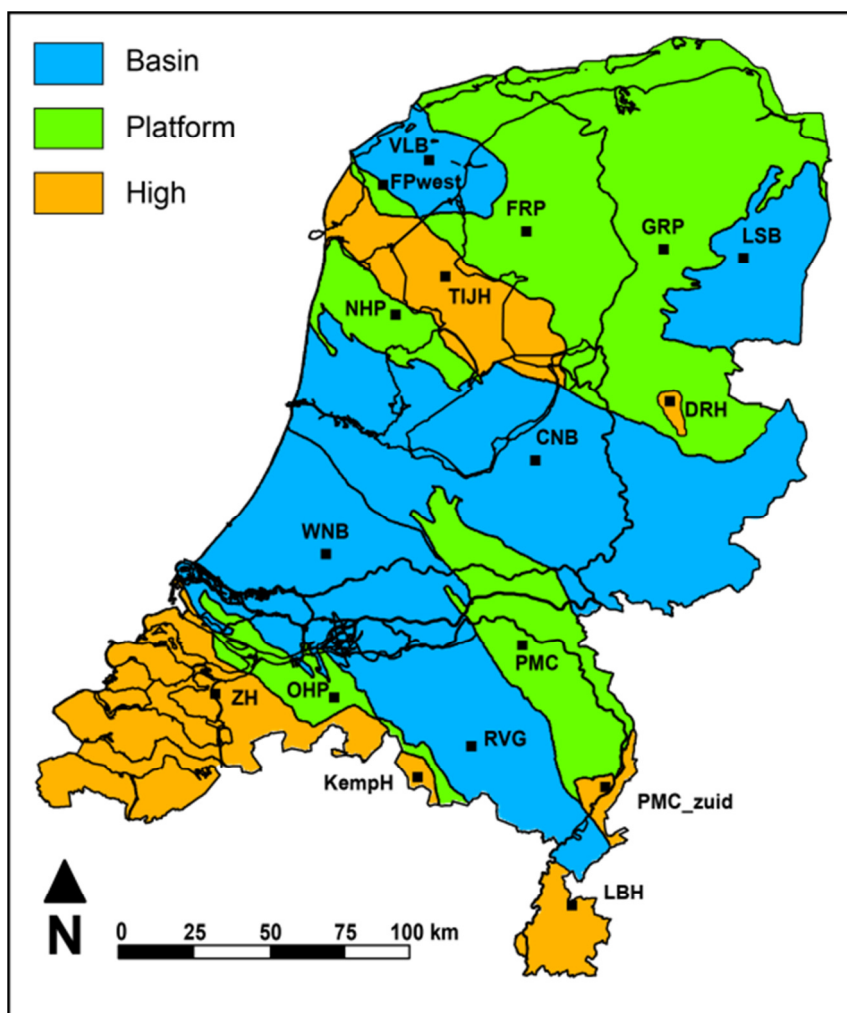 Basin
Platform
High
VLB
FPwest
FRP
GRP
LSB
TIJH
NHP
DRH
CNB
WNB
PMC
ZH
OHP
RVG
KempH
PMC_zuid
LBH
N
0 25 50 75 100 km